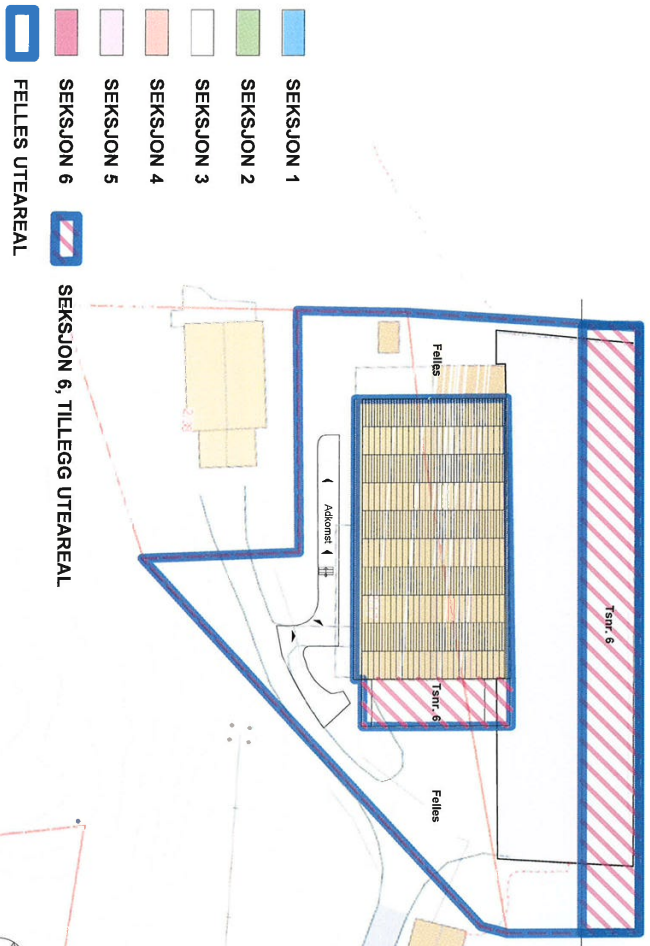 SEKSJON 1
SEKSJON 2
SEKSJON 3
SEKSJON 4
SEKSJON 5
SEKSJON 6
SEKSJON 6, TILLEGG UTEAREAL
FELLES UTEAREAL
Felles
Adkomst
Tsnr. 6
Tsnr. 6
Felles